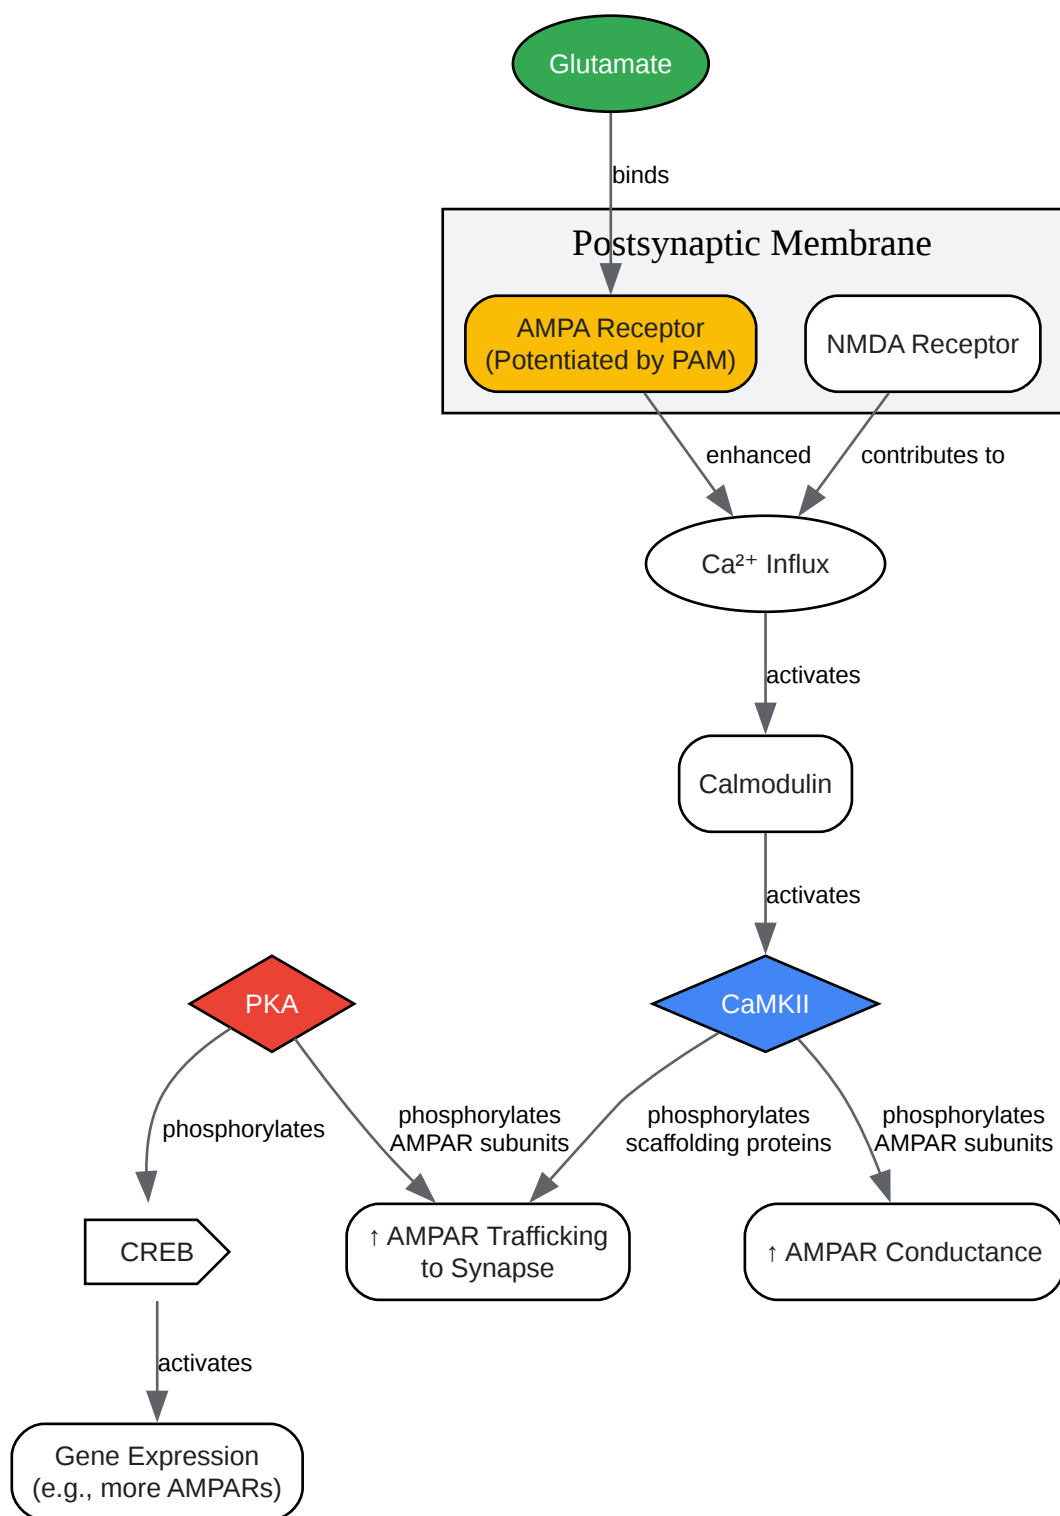 Glutamate
binds
Postsynaptic Membrane
AMPA Receptor
(Potentiated by PAM)
NMDA Receptor
enhanced
contributes to
Ca²⁺ Influx
activates
Calmodulin
activates
PKA
CaMKII
phosphorylates
phosphorylates
AMPAR subunits
phosphorylates
scaffolding proteins
phosphorylates
AMPAR subunits
CREB
↑ AMPAR Trafficking
to Synapse
↑ AMPAR Conductance
activates
Gene Expression
(e.g., more AMPARs)